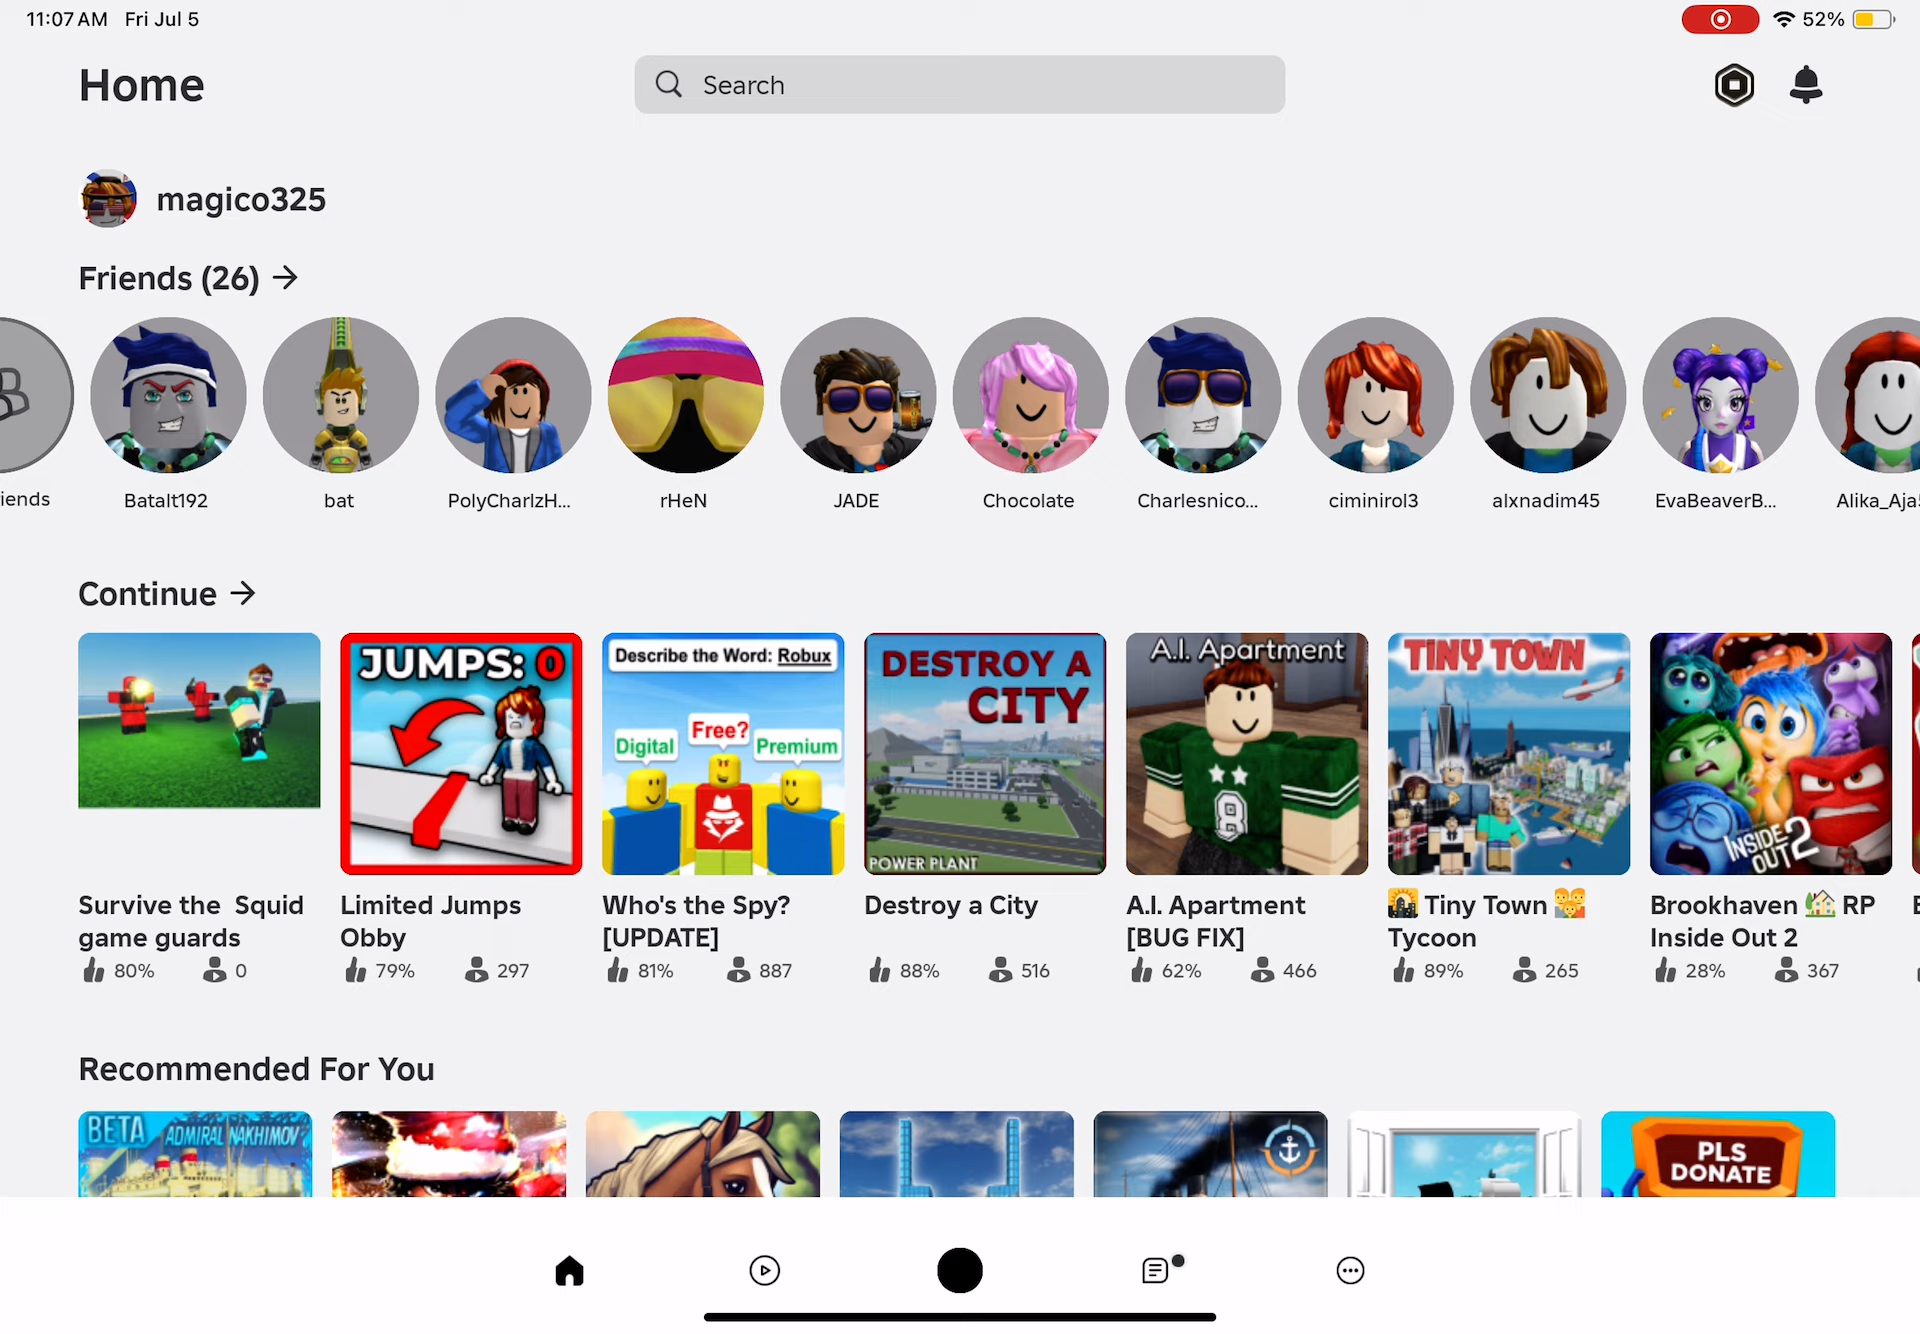 11:07 AM Fri Jul 5
52%
Home
Search
magico325
Friends (26) →
iends
Batalt192
bat
PolyCharlzH...
rHeN
JADE
Chocolate
Charlesnico...
ciminirol3
alxnadim45
EvaBeaverB...
Alika_Aja5
Continue →
JUMPS: 0
Describe the Word: Robux
Digital
Free?
Premium
DESTROY A
CITY
POWER PLANT
A.I. Apartment
8
TINY TOWN
INSIDE
OUT 2
Survive the Squid
game guards
80% 0
Limited Jumps
Obby
79% 297
Who's the Spy?
[UPDATE]
81% 887
Destroy a City
88% 516
A.I. Apartment
[BUG FIX]
62% 466
🌇 Tiny Town 👨‍👩‍👧
Tycoon
89% 265
Brookhaven 🏡 RP
Inside Out 2
28% 367
Recommended For You
BETA ADMIRAL NAKHIMOV
PLS
DONATE